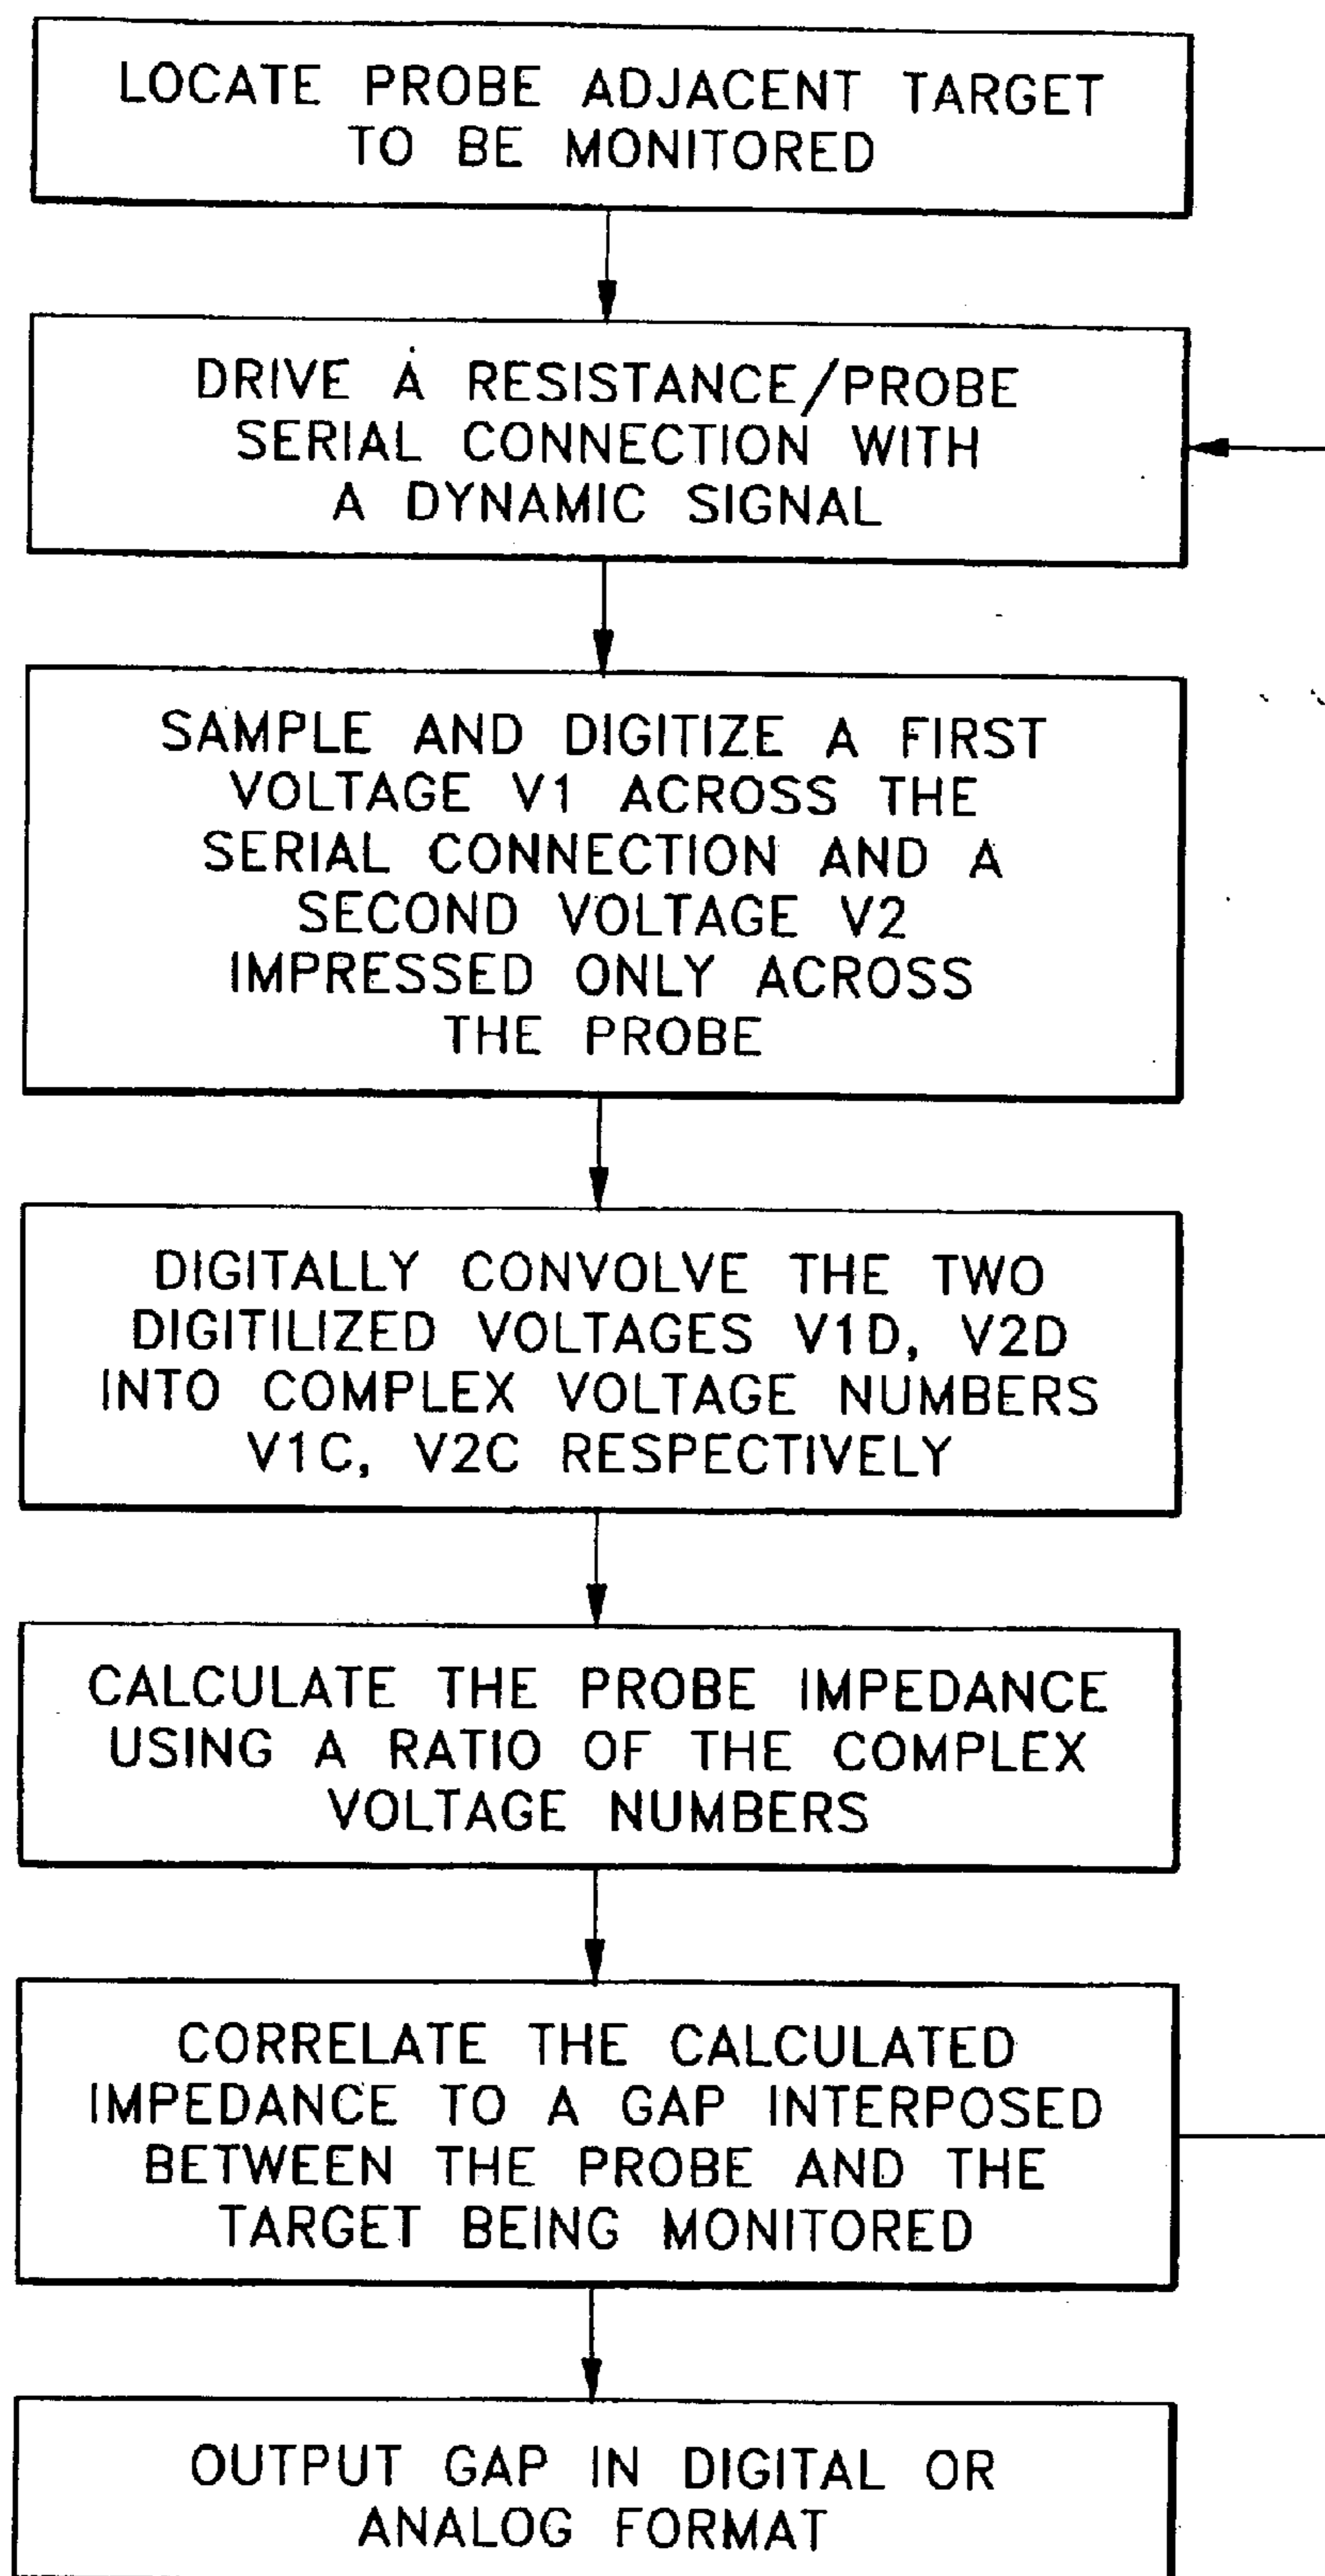 LOCATE PROBE ADJACENT TARGET
TO BE MONITORED
DRIVE A RESISTANCE/PROBE
SERIAL CONNECTION WITH
A DYNAMIC SIGNAL
SAMPLE AND DIGITIZE A FIRST
VOLTAGE V1 ACROSS THE
SERIAL CONNECTION AND A
SECOND VOLTAGE V2
IMPRESSED ONLY ACROSS
THE PROBE
DIGITALLY CONVOLVE THE TWO
DIGITILIZED VOLTAGES V1D, V2D
INTO COMPLEX VOLTAGE NUMBERS
V1C, V2C RESPECTIVELY
CALCULATE THE PROBE IMPEDANCE
USING A RATIO OF THE COMPLEX
VOLTAGE NUMBERS
CORRELATE THE CALCULATED
IMPEDANCE TO A GAP INTERPOSED
BETWEEN THE PROBE AND THE
TARGET BEING MONITORED
OUTPUT GAP IN DIGITAL OR
ANALOG FORMAT